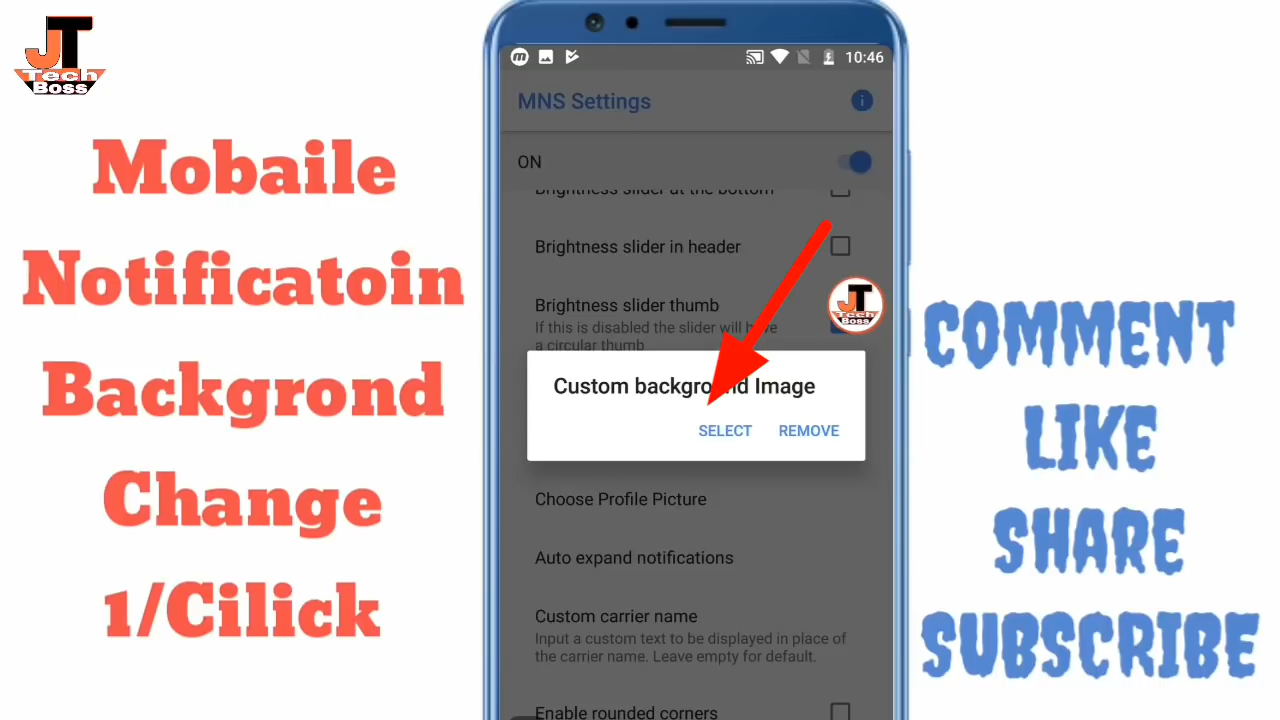 JT
Tech
Boss
Mobaile
Notificatoin
Backgrond
Change
1/Cilick
10:46
MNS Settings
ON
Brightness slider at the bottom
Brightness slider in header
Brightness slider thumb
If this is disabled the slider will have
a circular thumb
JT
Tech
Boss
Custom background Image
SELECT REMOVE
Choose Profile Picture
Auto expand notifications
Custom carrier name
Input a custom text to be displayed in place of
the carrier name. Leave empty for default.
Enable rounded corners
COMMENT
LIKE
SHARE
SUBSCRIBE